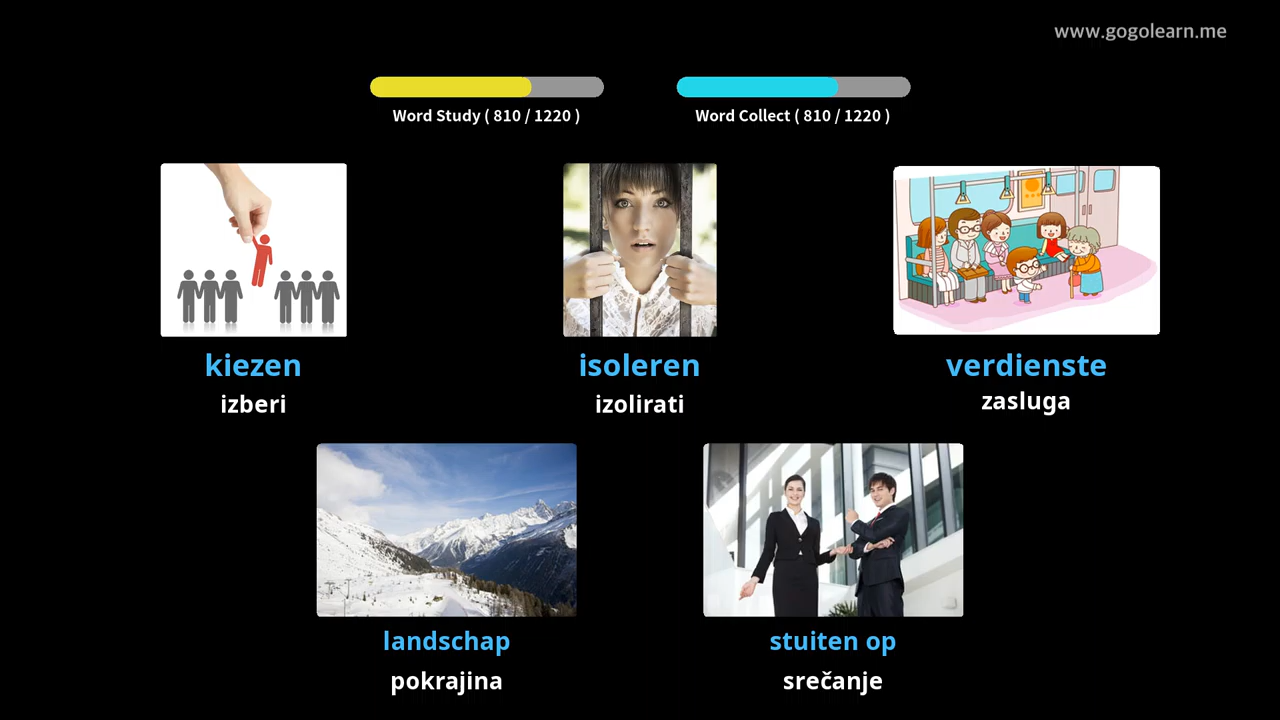 www.gogolearn.me
Word Study ( 810 / 1220 )
Word Collect ( 810 / 1220 )
kiezen
izberi
isoleren
izolirati
verdienste
zasluga
landschap
pokrajina
stuiten op
srečanje